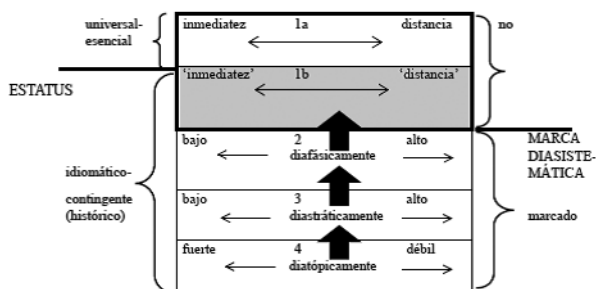 universal-
esencial
inmediatez 1a distancia
no
ESTATUS
'inmediatez' 1b 'distancia'
bajo 2 alto
diafásicamente
MARCA
DIASISTE-
MÁTICA
idiomático-
contingente
(histórico)
bajo 3 alto
diastráticamente
marcado
fuerte 4 débil
diatópicamente